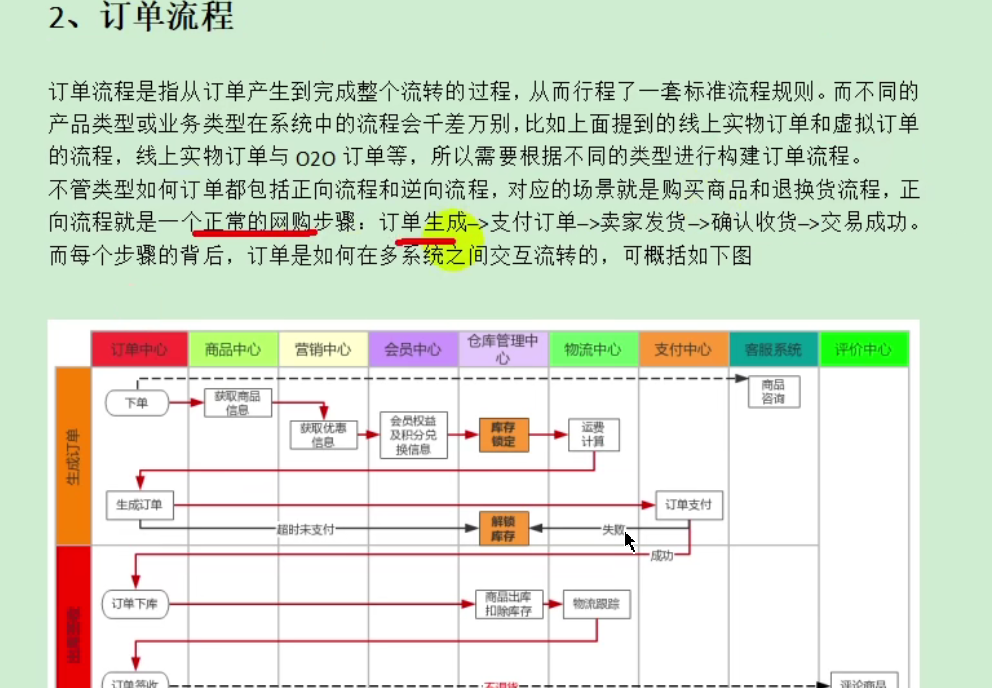 2、订单流程
订单流程是指从订单产生到完成整个流转的过程，从而行程了一套标准流程规则。而不同的
产品类型或业务类型在系统中的流程会千差万别，比如上面提到的线上实物订单和虚拟订单
的流程，线上实物订单与 O2O 订单等，所以需要根据不同的类型进行构建订单流程。
不管类型如何订单都包括正向流程和逆向流程，对应的场景就是购买商品和退换货流程，正
向流程就是一个正常的网购步骤：订单生成–>支付订单–>卖家发货–>确认收货–>交易成功。
而每个步骤的背后，订单是如何在多系统之间交互流转的，可概括如下图
订单中心 商品中心 营销中心 会员中心 仓库管理中心 物流中心 支付中心 客服系统 评价中心
生成订单
下单
获取商品
信息
商品
咨询
获取优惠
信息
会员权益
及积分兑
换信息
库存
锁定
运费
计算
生成订单
订单支付
超时未支付
解锁
库存
失败
成功
订单下库
商品出库
扣除库存
物流跟踪
订单签收
不退货
评论商品